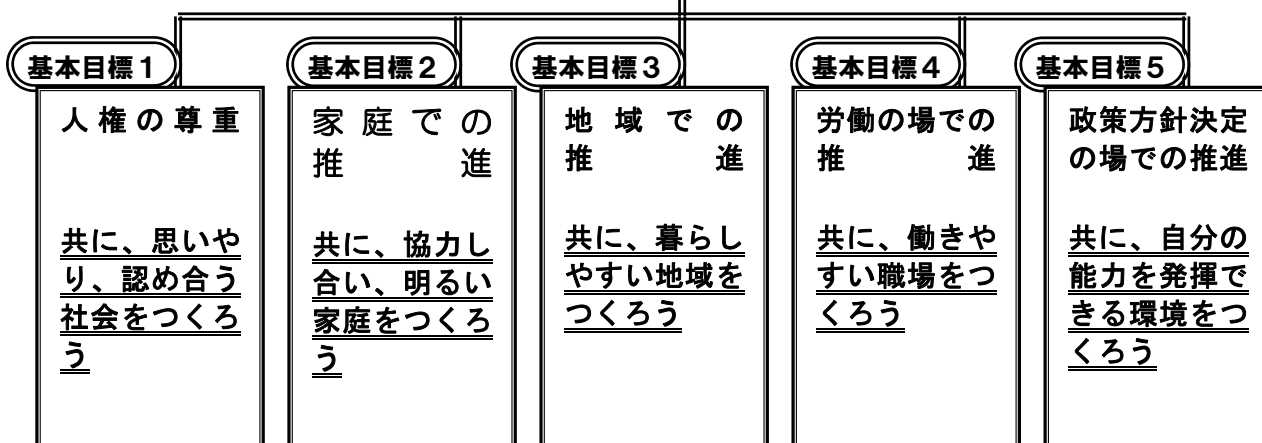 基本目標1
人権の尊重
共に、思いや
り、認め合う
社会をつくろ
う
基本目標2
家庭での
推進
共に、協力し
合い、明るい
家庭をつくろ
う
基本目標3
地域での
推進
共に、暮らし
やすい地域を
つくろう
基本目標4
労働の場での
推進
共に、働きや
すい職場をつ
くろう
基本目標5
政策方針決定
の場での推進
共に、自分の
能力を発揮で
きる環境をつ
くろう